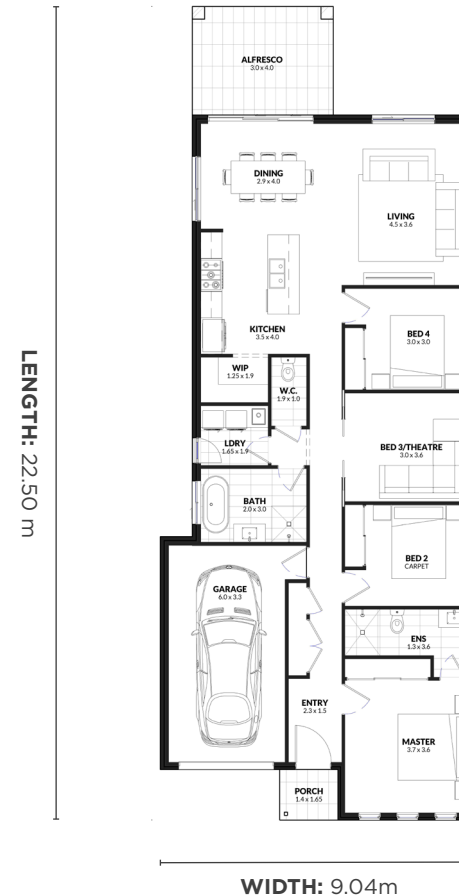 ALFRESCO
3.0 x 4.0
DINING
2.9 x 4.0
LIVING
4.5 x 3.6
KITCHEN
3.5 x 4.0
BED 4
3.0 x 3.0
WIP
1.25 x 1.9
W.C.
1.9 x 1.0
LDRY
1.65 x 1.9
BED 3/THEATRE
3.0 x 3.6
BATH
2.0 x 3.0
BED 2
CARPET
GARAGE
6.0 x 3.3
ENS
1.3 x 3.6
ENTRY
2.3 x 1.5
MASTER
3.7 x 3.6
PORCH
1.4 x 1.65
LENGTH: 22.50 m
WIDTH: 9.04m